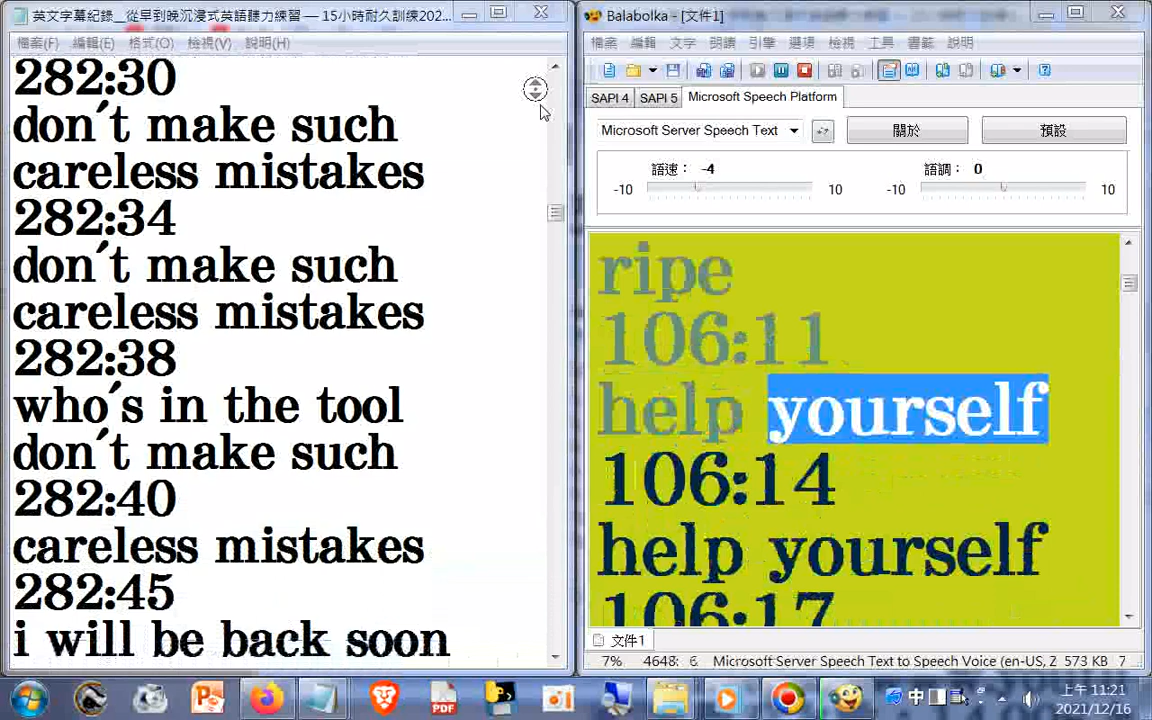 英文字幕紀錄__從早到晚沉浸式英語聽力練習 — 15小時耐久訓練202...
檔案(F) 編輯(E) 格式(O) 檢視(V) 說明(H)
282:30
don't make such
careless mistakes
282:34
don't make such
careless mistakes
282:38
who's in the tool
don't make such
282:40
careless mistakes
282:45
i will be back soon
Balabolka - [文件1]
檔案 編輯 文字 朗讀 引擎 選項 檢視 工具 書籤 說明
SAPI 4 SAPI 5 Microsoft Speech Platform
Microsoft Server Speech Text 關於 預設
語速： -4 語調： 0
-10 10 -10 10
ripe
106:11
help yourself
106:14
help yourself
106:17
文件1
7% 4648: 6 Microsoft Server Speech Text to Speech Voice (en-US, 2 573 KB 7
PDF 中 上午 11:21
2021/12/16